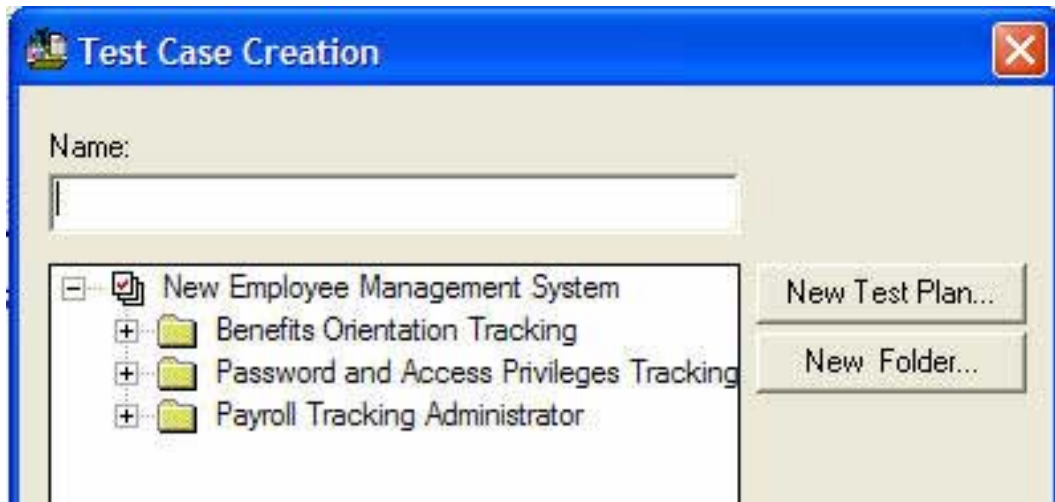 Test Case Creation
Name:
New Employee Management System
Benefits Orientation Tracking
Password and Access Privileges Tracking
Payroll Tracking Administrator
New Test Plan...
New Folder...